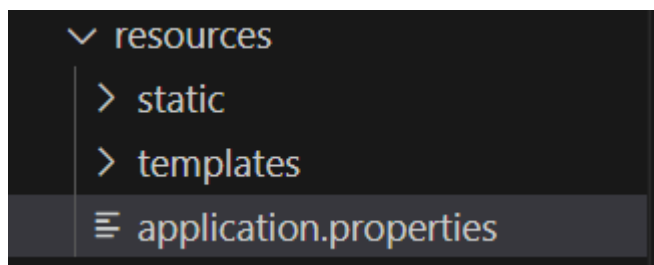 resources
static
templates
application.properties